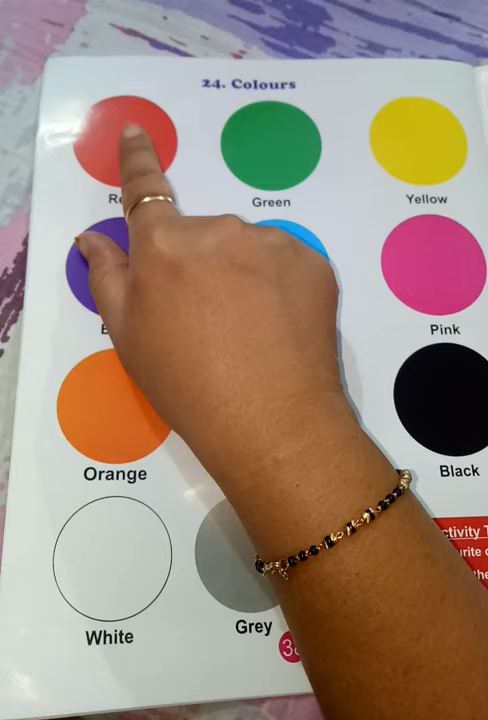 24. Colours
Green Yellow
Pink
Orange Black
White Grey